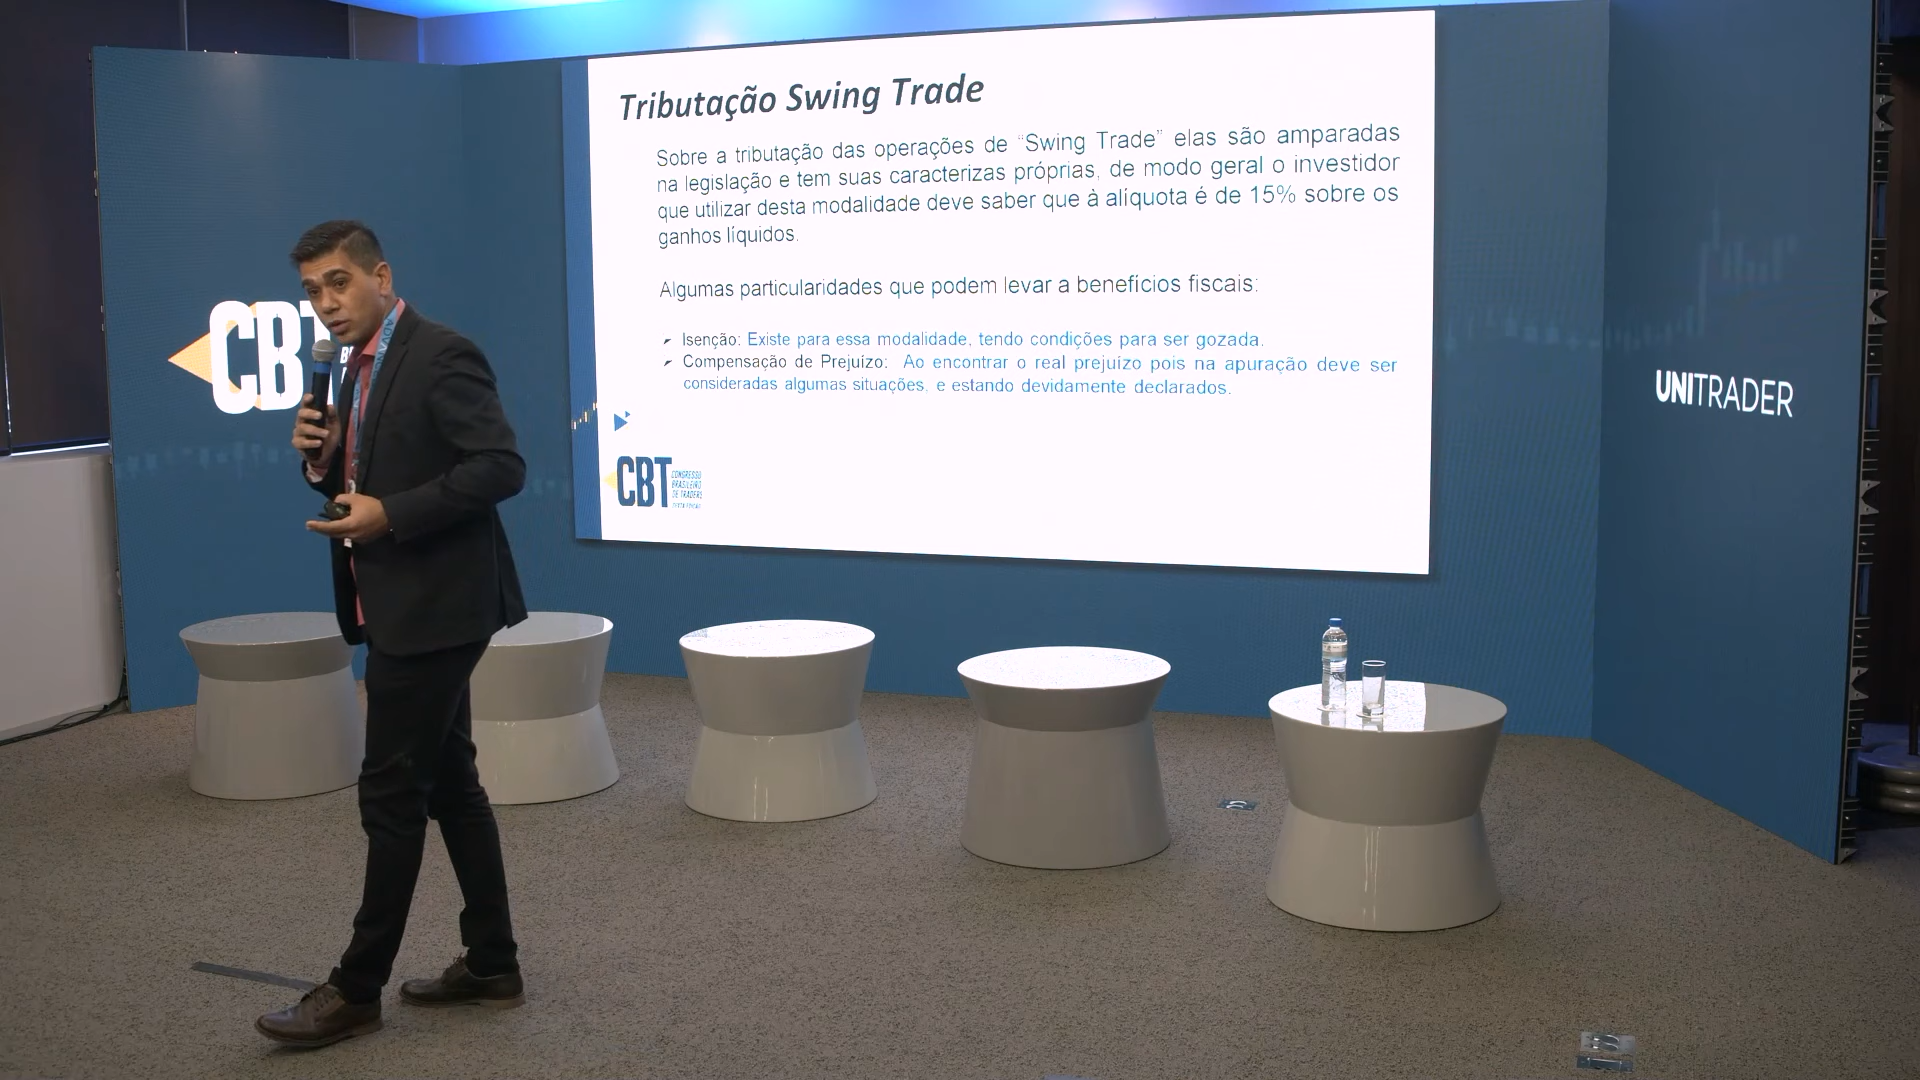 Tributação Swing Trade
Sobre a tributação das operações de “Swing Trade” elas são amparadas
na legislação e tem suas caracterizas próprias, de modo geral o investidor
que utilizar desta modalidade deve saber que à alíquota é de 15% sobre os
ganhos líquidos.
Algumas particularidades que podem levar a benefícios fiscais:
Isenção: Existe para essa modalidade, tendo condições para ser gozada.
Compensação de Prejuízo: Ao encontrar o real prejuízo pois na apuração deve ser
consideradas algumas situações, e estando devidamente declarados.
CBT
CONGRESSO
BRASILEIRO
DE TRADERS
SEXTA EDIÇÃO
CBT
UNITRADER